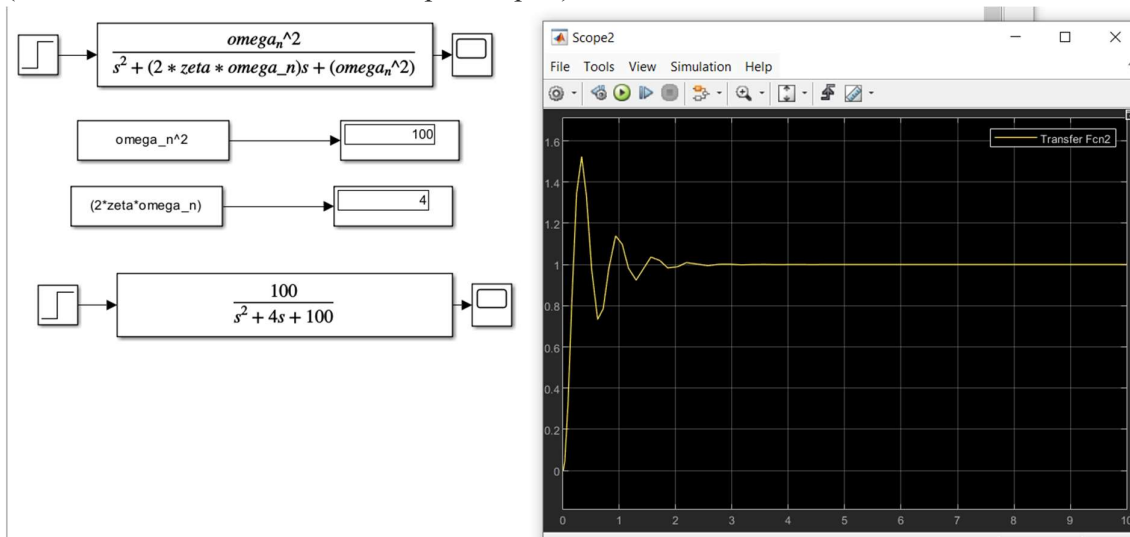 omega_n^2
s^2 + (2 * zeta * omega_n)s + (omega_n^2)
omega_n^2
100
(2*zeta*omega_n)
4
100
s^2 + 4s + 100
Scope2
File Tools View Simulation Help
Transfer Fcn2
1.6
1.4
1.2
1
0.8
0.6
0.4
0.2
0
0 1 2 3 4 5 6 7 8 9 10